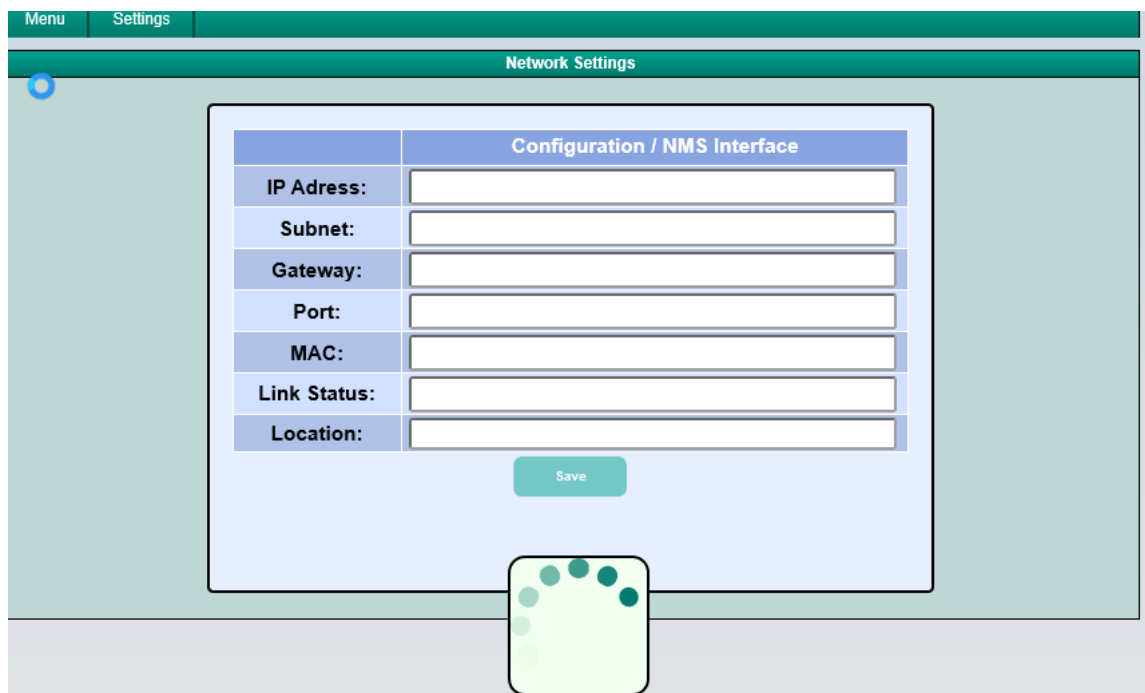 Menu Settings
Network Settings
Configuration / NMS Interface
IP Adress:
Subnet:
Gateway:
Port:
MAC:
Link Status:
Location:
Save